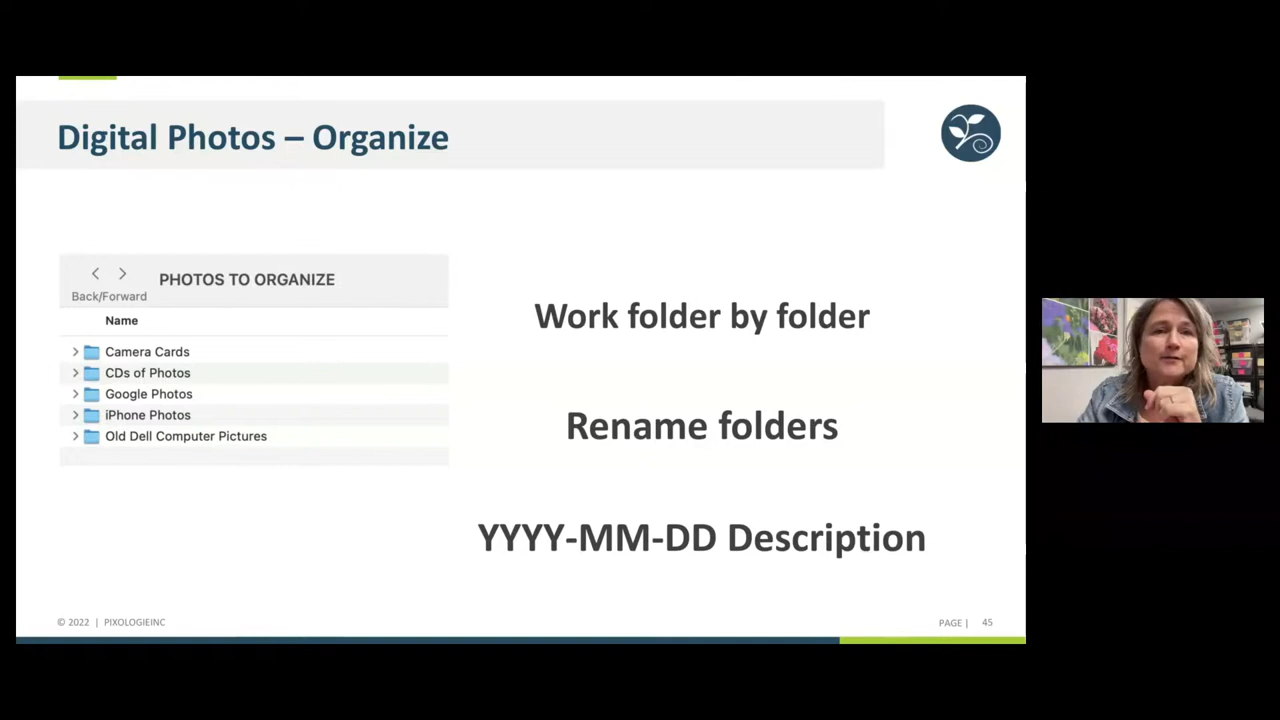 Digital Photos – Organize
PHOTOS TO ORGANIZE
Back/Forward
Name
Camera Cards
CDs of Photos
Google Photos
iPhone Photos
Old Dell Computer Pictures
Work folder by folder
Rename folders
YYYY-MM-DD Description
© 2022 | PIXOLOGIEINC
PAGE | 45